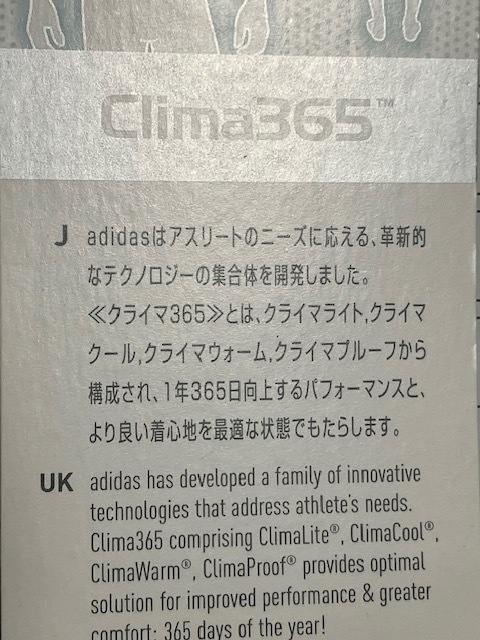 Clima365™
J adidasはアスリートのニーズに応える、革新的
なテクノロジーの集合体を開発しました。
≪クライマ365≫とは、クライマライト,クライマ
クール,クライマウォーム,クライマプルーフから
構成され、1年365日向上するパフォーマンスと、
より良い着心地を最適な状態でもたらします。
UK adidas has developed a family of innovative
technologies that address athlete's needs.
Clima365 comprising ClimaLite®, ClimaCool®,
ClimaWarm®, ClimaProof® provides optimal
solution for improved performance & greater
comfort; 365 days of the year!